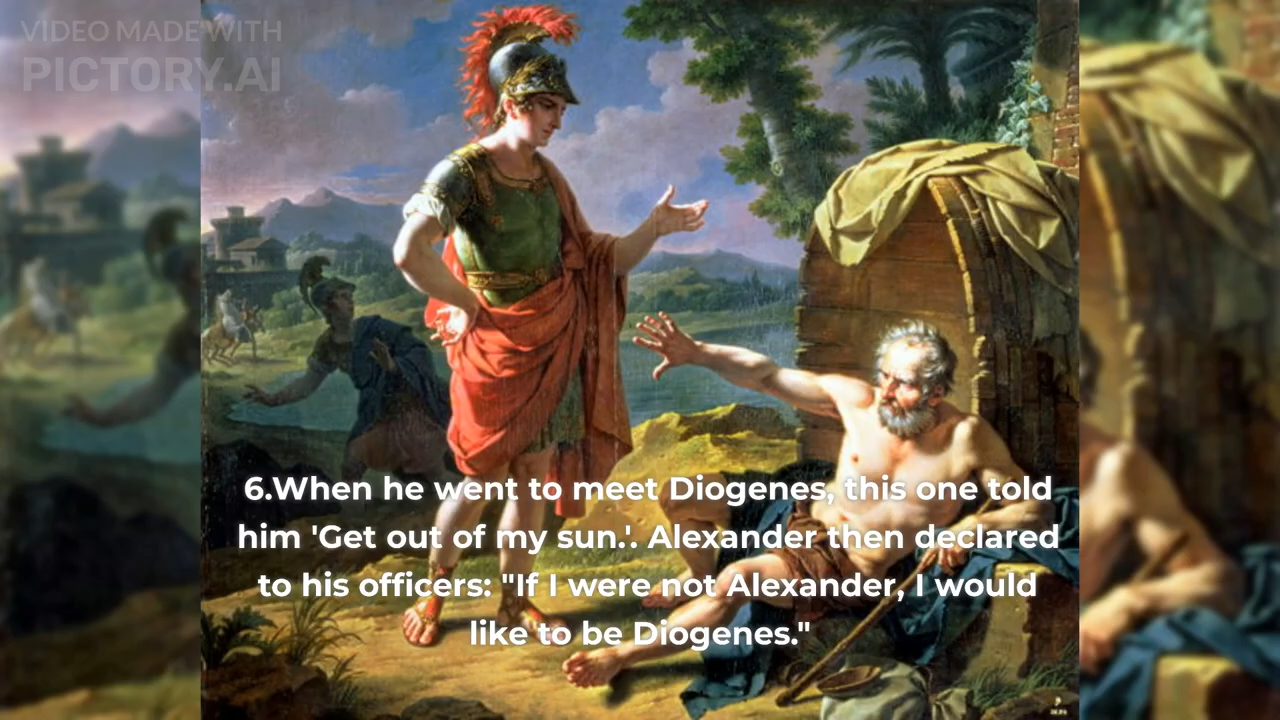 VIDEO MADE WITH
PICTORY.AI
6.When he went to meet Diogenes, this one told
him 'Get out of my sun.'. Alexander then declared
to his officers: "If I were not Alexander, I would
like to be Diogenes."